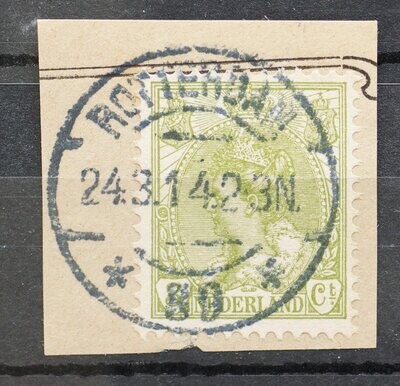 ROTTERDAM
24.3.14.2-3N.
* 30 *
NEDERLAND Ct